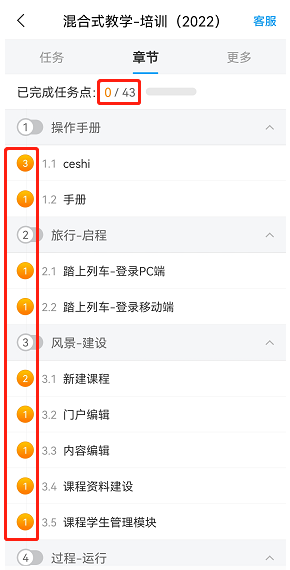 混合式教学-培训（2022） 客服
任务 章节 更多
已完成任务点: 0 / 43
1 操作手册
3 1.1 ceshi
1 1.2 手册
2 旅行-启程
1 2.1 踏上列车-登录PC端
1 2.2 踏上列车-登录移动端
3 风景-建设
2 3.1 新建课程
1 3.2 门户编辑
1 3.3 内容编辑
1 3.4 课程资料建设
1 3.5 课程学生管理模块
4 过程-运行